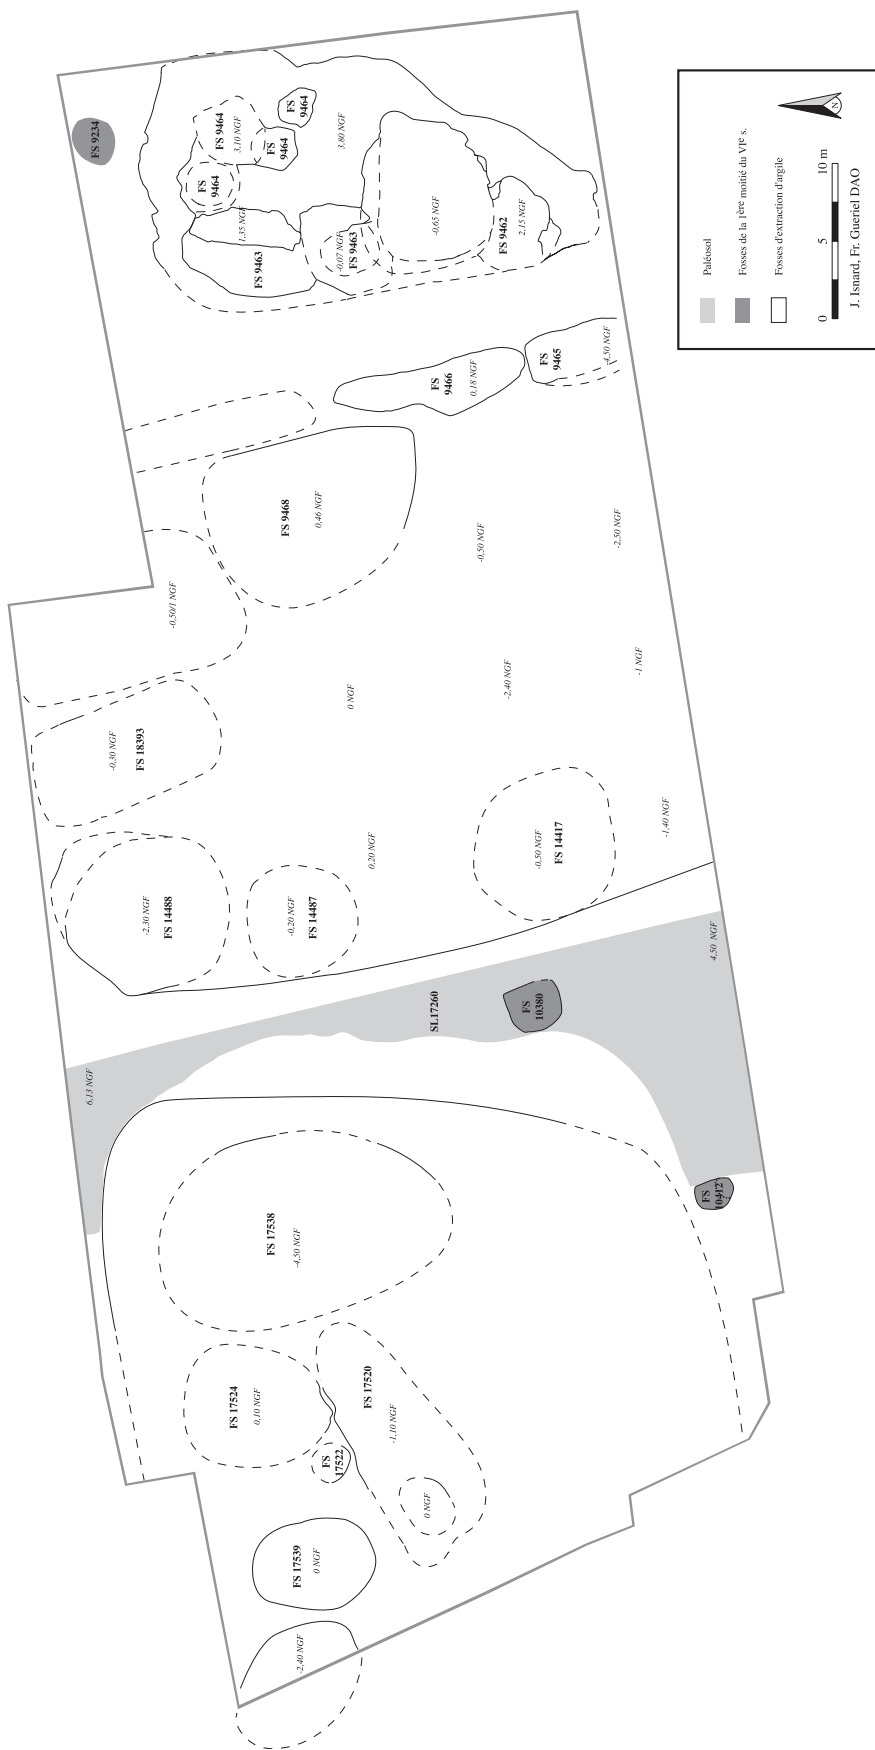 FS 9234
FS 9464
3,10 NGF
FS
9464
FS
9464
FS
9464
3,80 NGF
1,35 NGF
FS 9463
-0,07 NGF
FS 9463
-0,65 NGF
FS 9462
2,15 NGF
FS
9466
0,18 NGF
FS
9465
-4,50 NGF
FS 9468
0,46 NGF
-0,50 NGF
-2,50 NGF
-0,50/1 NGF
0 NGF
-2,40 NGF
-1 NGF
-0,30 NGF
FS 18393
0,20 NGF
-0,50 NGF
FS 14417
-1,40 NGF
-2,30 NGF
FS 14488
-0,20 NGF
FS 14487
6,13 NGF
SL17260
FS
10380
4,50 NGF
FS
10412
FS 17538
-4,50 NGF
FS 17524
0,10 NGF
FS 17520
-1,10 NGF
FS
17522
0 NGF
FS 17539
0 NGF
-2,40 NGF
Paléosol
Fosses de la 1ère moitié du VIe s.
Fosses d'extraction d'argile
N
0 5 10 m
J. Isnard, Fr. Gueriel DAO